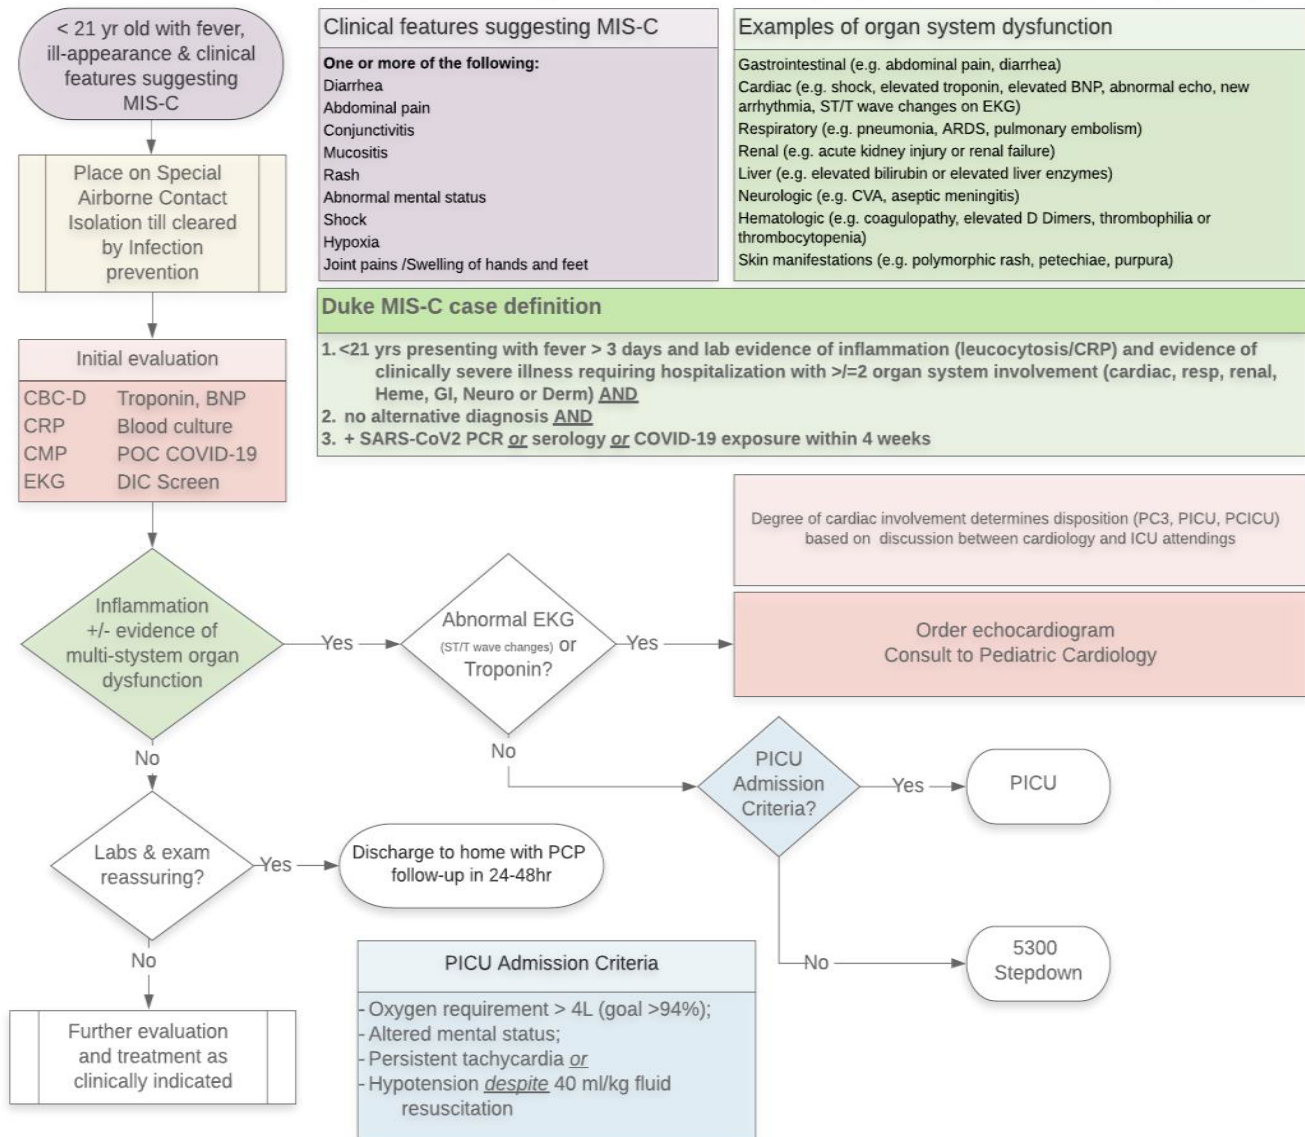 < 21 yr old with fever,
ill-appearance & clinical
features suggesting
MIS-C
Place on Special
Airborne Contact
Isolation till cleared
by Infection
prevention
Initial evaluation
CBC-D Troponin, BNP
CRP Blood culture
CMP POC COVID-19
EKG DIC Screen
Clinical features suggesting MIS-C
One or more of the following:
Diarrhea
Abdominal pain
Conjunctivitis
Mucositis
Rash
Abnormal mental status
Shock
Hypoxia
Joint pains /Swelling of hands and feet
Examples of organ system dysfunction
Gastrointestinal (e.g. abdominal pain, diarrhea)
Cardiac (e.g. shock, elevated troponin, elevated BNP, abnormal echo, new
arrhythmia, ST/T wave changes on EKG)
Respiratory (e.g. pneumonia, ARDS, pulmonary embolism)
Renal (e.g. acute kidney injury or renal failure)
Liver (e.g. elevated bilirubin or elevated liver enzymes)
Neurologic (e.g. CVA, aseptic meningitis)
Hematologic (e.g. coagulopathy, elevated D Dimers, thrombophilia or
thrombocytopenia)
Skin manifestations (e.g. polymorphic rash, petechiae, purpura)
Duke MIS-C case definition
1. <21 yrs presenting with fever > 3 days and lab evidence of inflammation (leucocytosis/CRP) and evidence of
clinically severe illness requiring hospitalization with >/=2 organ system involvement (cardiac, resp, renal,
Heme, GI, Neuro or Derm) AND
2. no alternative diagnosis AND
3. + SARS-CoV2 PCR or serology or COVID-19 exposure within 4 weeks
Inflammation
+/- evidence of
multi-stystem organ
dysfunction
Yes
Abnormal EKG
(ST/T wave changes) or
Troponin?
Yes
Degree of cardiac involvement determines disposition (PC3, PICU, PCICU)
based on discussion between cardiology and ICU attendings
Order echocardiogram
Consult to Pediatric Cardiology
No
No
PICU
Admission
Criteria?
Yes
PICU
No
5300
Stepdown
Labs & exam
reassuring?
Yes
Discharge to home with PCP
follow-up in 24-48hr
No
Further evaluation
and treatment as
clinically indicated
PICU Admission Criteria
- Oxygen requirement > 4L (goal >94%);
- Altered mental status;
- Persistent tachycardia or
- Hypotension despite 40 ml/kg fluid
resuscitation